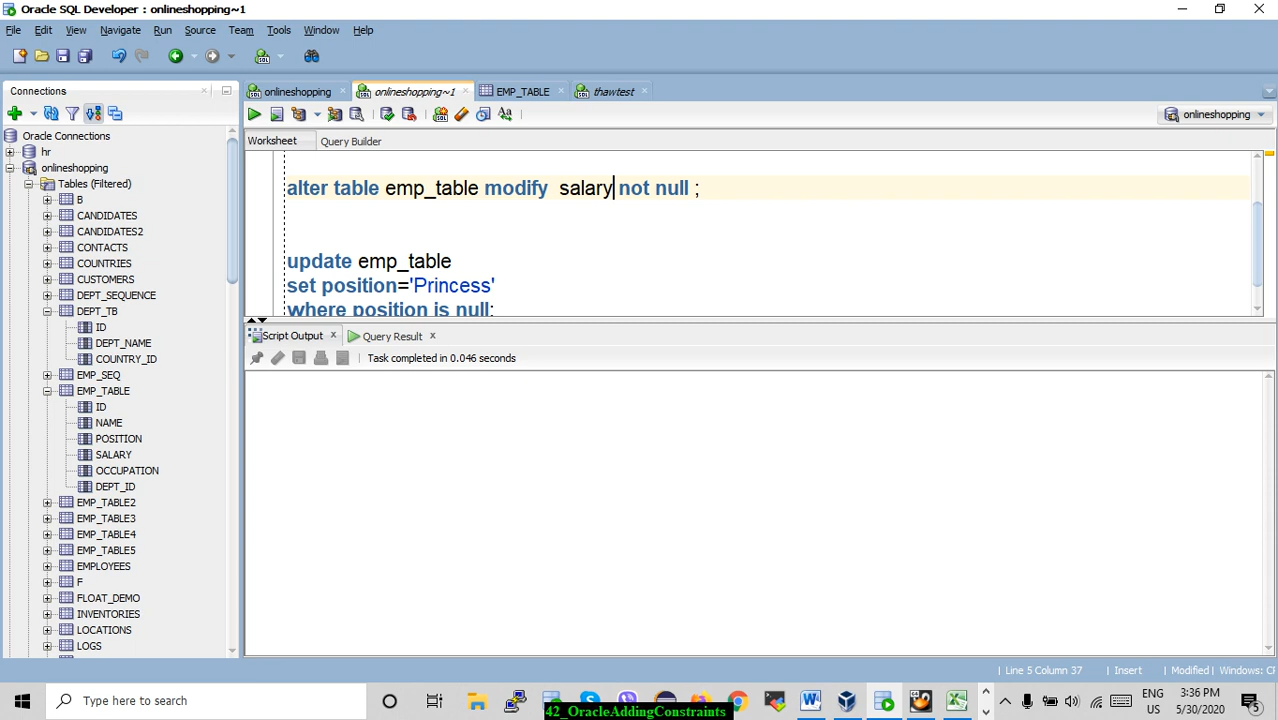 Oracle SQL Developer : onlineshopping~1
File Edit View Navigate Run Source Team Tools Window Help
Connections
onlineshopping
onlineshopping~1
EMP_TABLE
thawtest
onlineshopping
Worksheet
Query Builder
Oracle Connections
hr
onlineshopping
Tables (Filtered)
B
CANDIDATES
CANDIDATES2
CONTACTS
COUNTRIES
CUSTOMERS
DEPT_SEQUENCE
DEPT_TB
ID
DEPT_NAME
COUNTRY_ID
EMP_SEQ
EMP_TABLE
ID
NAME
POSITION
SALARY
OCCUPATION
DEPT_ID
EMP_TABLE2
EMP_TABLE3
EMP_TABLE4
EMP_TABLE5
EMPLOYEES
F
FLOAT_DEMO
INVENTORIES
LOCATIONS
LOGS
alter table emp_table modify  salary not null ;
update emp_table
set position='Princess'
where position is null;
Script Output
Query Result
Task completed in 0.046 seconds
Line 5 Column 37
Insert
Modified
Windows: CF
Type here to search
42_OracleAddingConstraints
ENG
US
3:36 PM
5/30/2020
5